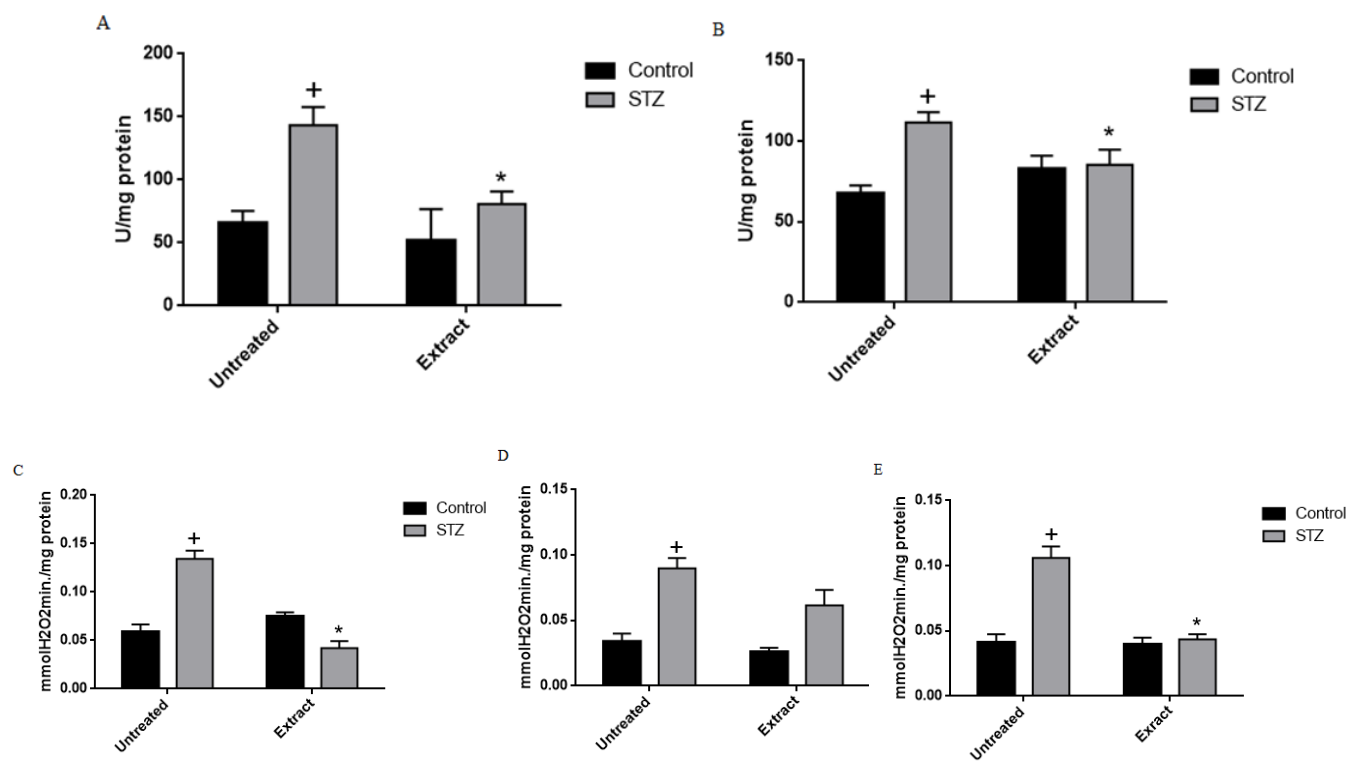 A
U/mg protein
200
150
100
50
0
+
*
Untreated
Extract
Control
STZ
B
U/mg protein
150
100
50
0
+
*
Untreated
Extract
Control
STZ
C
mmolH2O2min./mg protein
0.20
0.15
0.10
0.05
0.00
+
*
Untreated
Extract
Control
STZ
D
mmolH2O2min./mg protein
0.15
0.10
0.05
0.00
+
Untreated
Extract
E
mmolH2O2min./mg protein
0.15
0.10
0.05
0.00
+
*
Untreated
Exract
Control
STZ